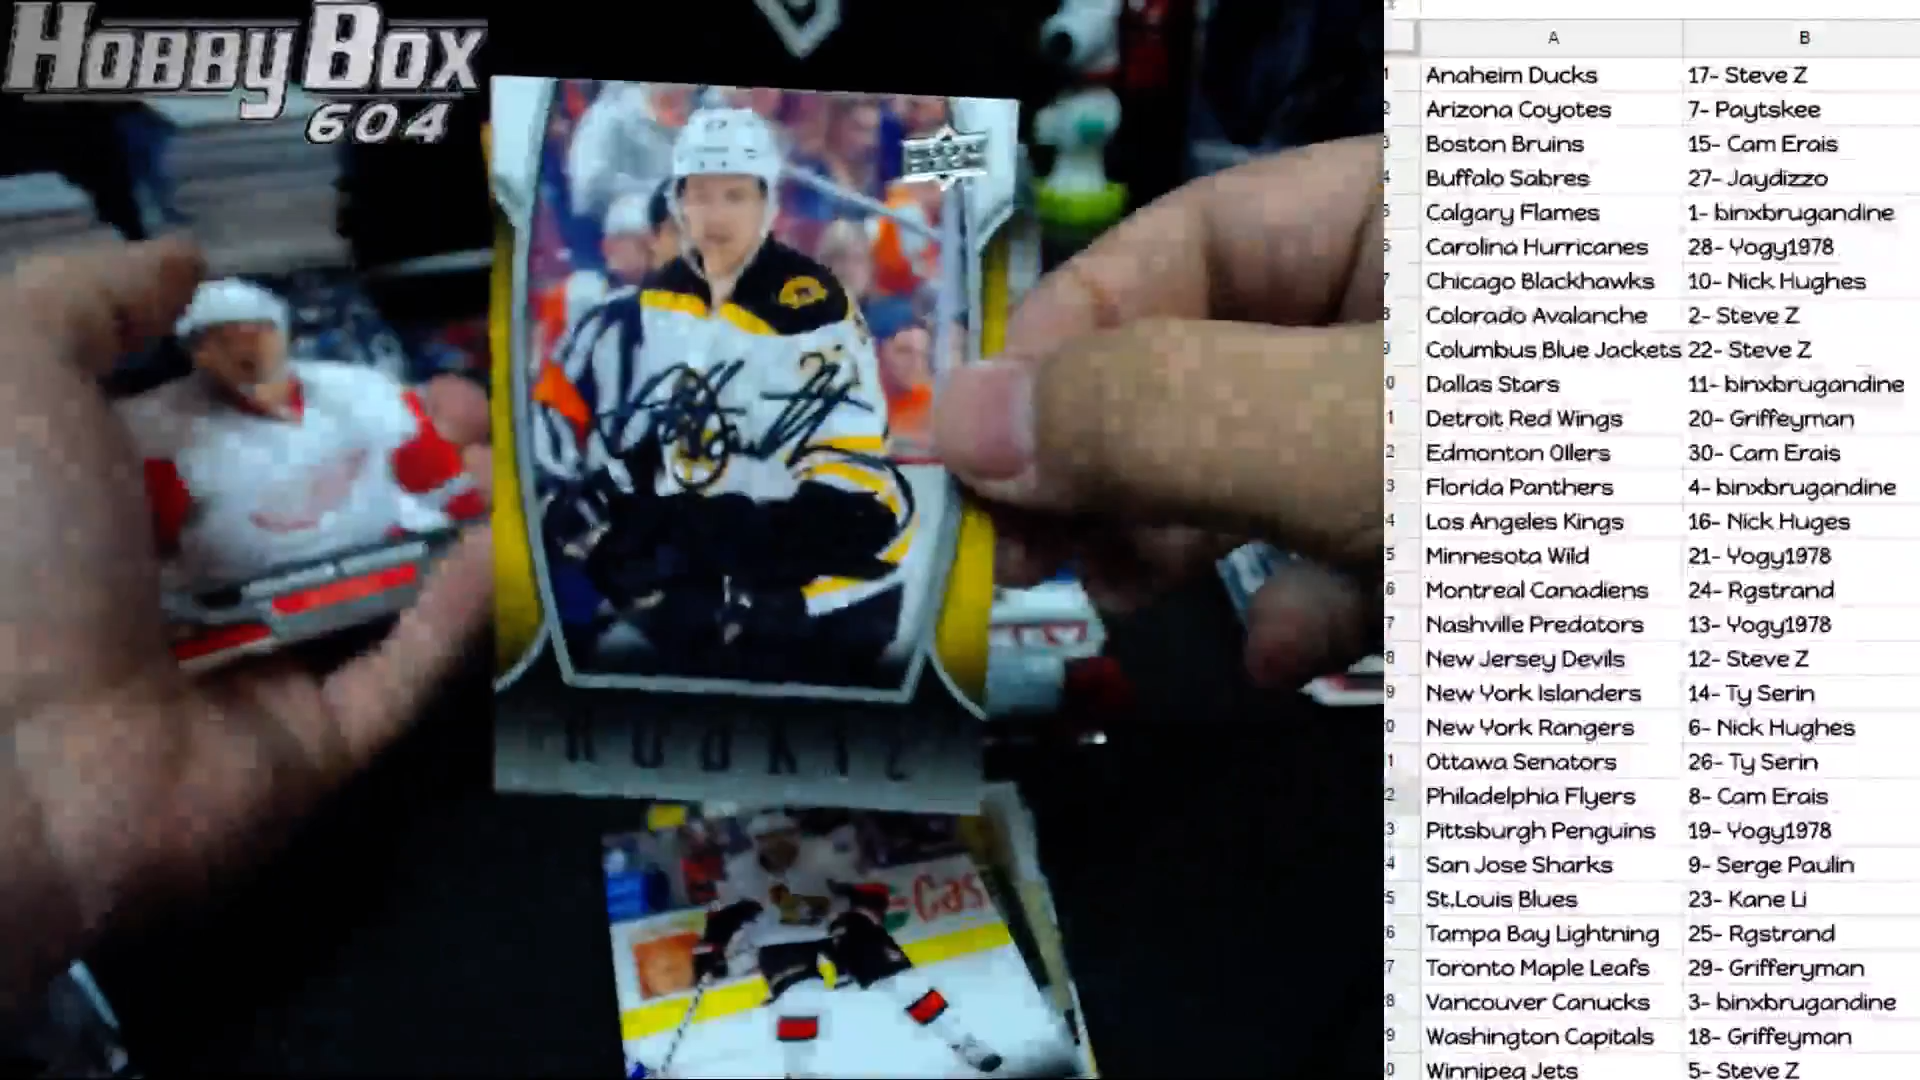 HOBBY BOX
604
ROOKIE
Cas
A B
Anaheim Ducks 17- Steve Z
Arizona Coyotes 7- Paytskee
Boston Bruins 15- Cam Erais
Buffalo Sabres 27- Jaydizzo
Calgary Flames 1- binxbrugandine
Carolina Hurricanes 28- Yogy1978
Chicago Blackhawks 10- Nick Hughes
Colorado Avalanche 2- Steve Z
Columbus Blue Jackets 22- Steve Z
Dallas Stars 11- binxbrugandine
Detroit Red Wings 20- Griffeyman
Edmonton Ollers 30- Cam Erais
Florida Panthers 4- binxbrugandine
Los Angeles Kings 16- Nick Huges
Minnesota Wild 21- Yogy1978
Montreal Canadiens 24- Rgstrand
Nashville Predators 13- Yogy1978
New Jersey Devils 12- Steve Z
New York Islanders 14- Ty Serin
New York Rangers 6- Nick Hughes
Ottawa Senators 26- Ty Serin
Philadelphia Flyers 8- Cam Erais
Pittsburgh Penguins 19- Yogy1978
San Jose Sharks 9- Serge Paulin
St.Louis Blues 23- Kane Li
Tampa Bay Lightning 25- Rgstrand
Toronto Maple Leafs 29- Grifferyman
Vancouver Canucks 3- binxbrugandine
Washington Capitals 18- Griffeyman
Winnipeg Jets 5- Steve Z